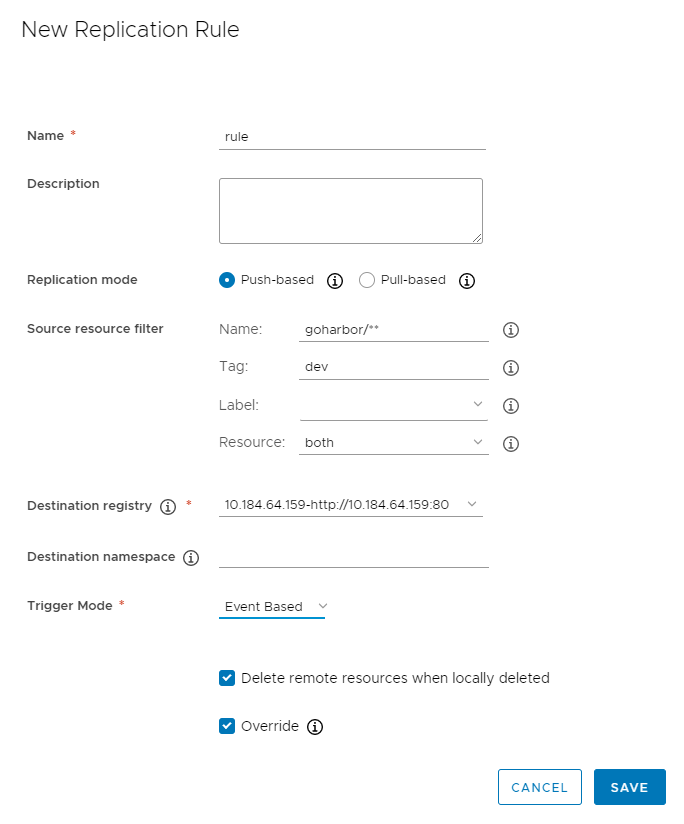 New Replication Rule
Name *
rule
Description
Replication mode
Push-based
Pull-based
Source resource filter
Name:
goharbor/**
Tag:
dev
Label:
Resource:
both
Destination registry *
10.184.64.159-http://10.184.64.159:80
Destination namespace
Trigger Mode *
Event Based
Delete remote resources when locally deleted
Override
CANCEL
SAVE